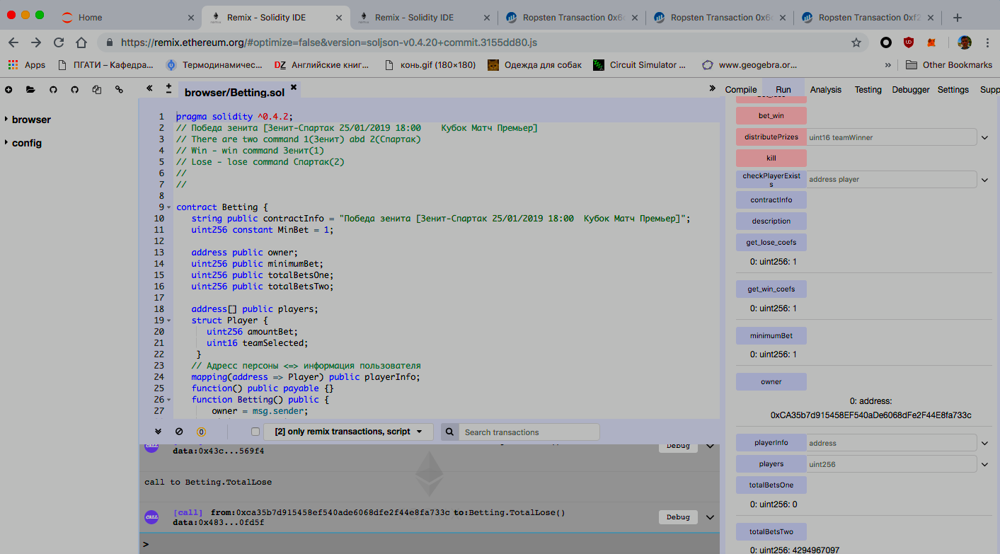 Home
Remix - Solidity IDE
Remix - Solidity IDE
Ropsten Transaction 0x6
Ropsten Transaction 0x6
Ropsten Transaction 0xf2
https://remix.ethereum.org/#optimize=false&version=soljson-v0.4.20+commit.3155dd80.js
Apps
ПГАТИ – Кафедра...
Термодинамичес...
DZ Английские книг...
конь.gif (180×180)
Одежда для собак
Circuit Simulator ...
www.geogebra.or...
» Other Bookmarks
«
browser/Betting.sol
» Compile Run Analysis Testing Debugger Settings Supp
browser
config
1 pragma solidity ^0.4.2;
2 // Победа зенита [Зенит-Спартак 25/01/2019 18:00    Кубок Матч Премьер]
3 // There are two command 1(Зенит) abd 2(Спартак)
4 // Win - win command Зенит(1)
5 // Lose - lose command Спартак(2)
6 //
7 //
8
9 contract Betting {
10 string public contractInfo = "Победа зенита [Зенит-Спартак 25/01/2019 18:00  Кубок Матч Премьер]";
11 uint256 constant MinBet = 1;
12
13 address public owner;
14 uint256 public minimumBet;
15 uint256 public totalBetsOne;
16 uint256 public totalBetsTwo;
17
18 address[] public players;
19 struct Player {
20 uint256 amountBet;
21 uint16 teamSelected;
22 }
23 // Адресс персоны <=> информация пользователя
24 mapping(address => Player) public playerInfo;
25 function() public payable {}
26 function Betting() public {
27 owner = msg.sender;
0
[2] only remix transactions, script
Search transactions
data:0x43c...569f4
Debug
call to Betting.TotalLose
CALL
[call] from:0xca35b7d915458ef540ade6068dfe2f44e8fa733c to:Betting.TotalLose()
data:0x483...0fd5f
Debug
>
bet_win
distributePrizes
uint16 teamWinner
kill
checkPlayerExist
s
address player
contractInfo
description
get_lose_coefs
0: uint256: 1
get_win_coefs
0: uint256: 1
minimumBet
0: uint256: 1
owner
0: address:
0xCA35b7d915458EF540aDe6068dFe2F44E8fa733c
playerInfo
address
players
uint256
totalBetsOne
0: uint256: 0
totalBetsTwo
0: uint256: 4294967097